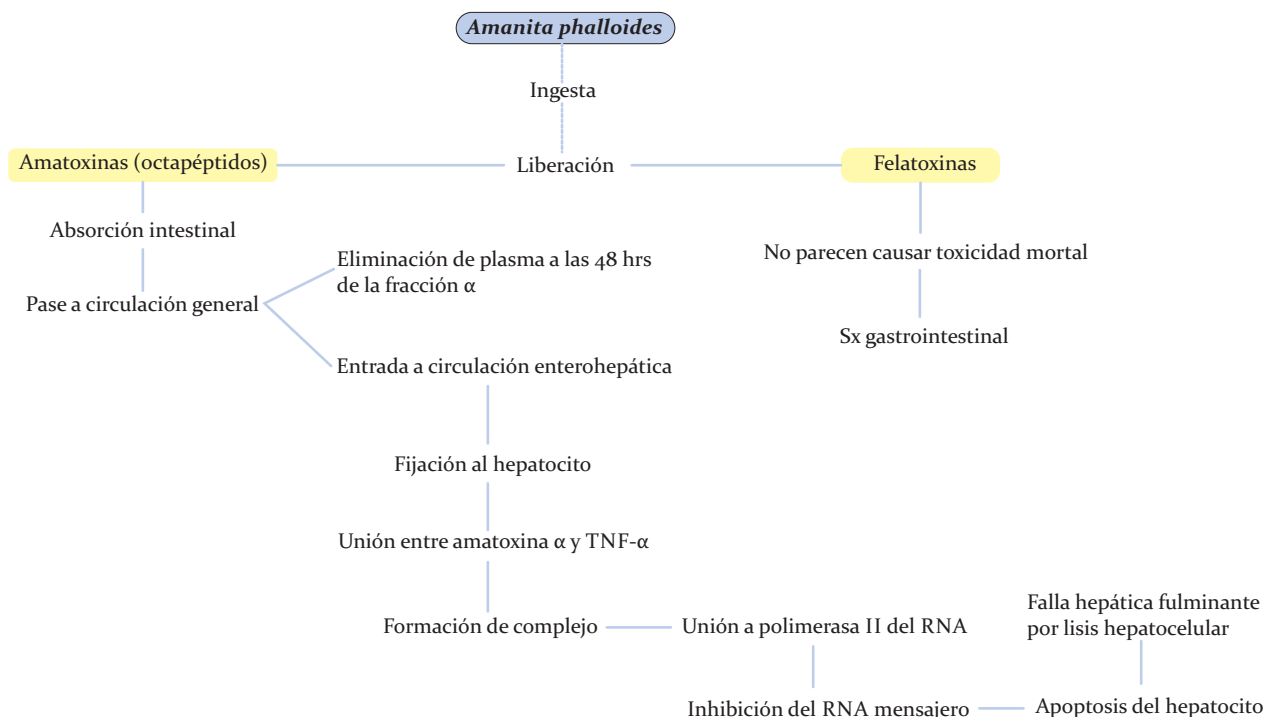 Amanita phalloides
Ingesta
Amatoxinas (octapéptidos)
Liberación
Felatoxinas
Absorción intestinal
No parecen causar toxicidad mortal
Eliminación de plasma a las 48 hrs
de la fracción α
Pase a circulación general
Sx gastrointestinal
Entrada a circulación enterohepática
Fijación al hepatocito
Unión entre amatoxina α y TNF-α
Formación de complejo
Unión a polimerasa II del RNA
Falla hepática fulminante
por lisis hepatocelular
Inhibición del RNA mensajero
Apoptosis del hepatocito